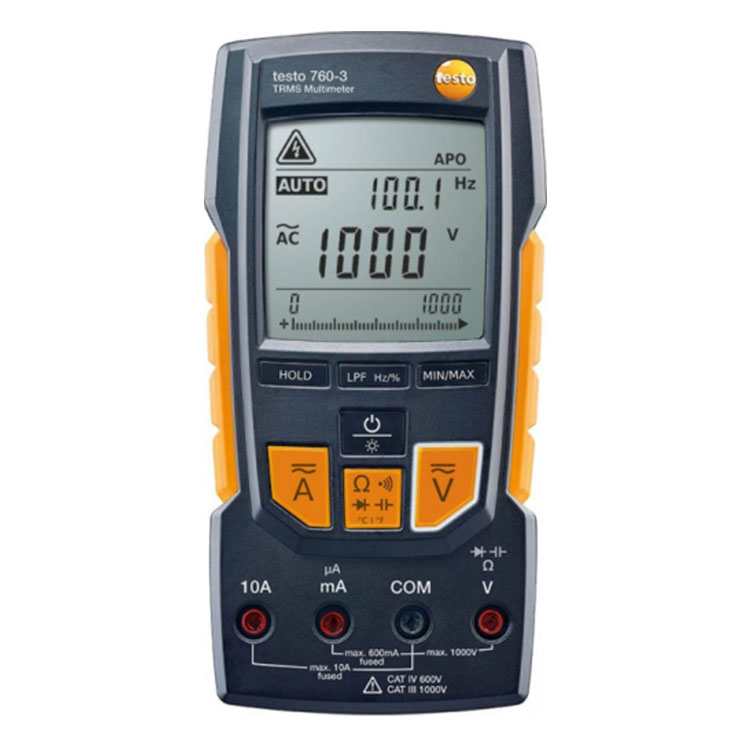 testo 760-3
TRMS Multimeter
testo
APO
AUTO 100.1 Hz
AC 1000 V
0 1000
HOLD
LPF Hz/%
MIN/MAX
A
Ω
°C | °F
V
Ω
µA
10A mA COM V
max. 600mA
fused
max. 1000V
max. 10A
fused
CAT IV 600V
CAT III 1000V